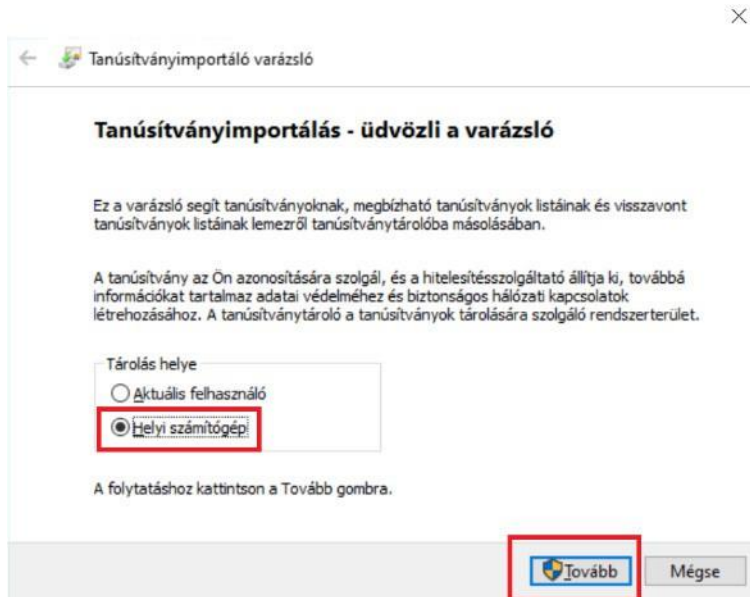 Tanúsítványimportáló varázsló
Tanúsítványimportálás - üdvözli a varázsló
Ez a varázsló segít tanúsítványoknak, megbízható tanúsítványok listáinak és visszavont
tanúsítványok listáinak lemezről tanúsítványtárolóba másolásában.
A tanúsítvány az Ön azonosítására szolgál, és a hitelesítésszolgáltató állítja ki, továbbá
információkat tartalmaz adatai védelméhez és biztonságos hálózati kapcsolatok
létrehozásához. A tanúsítványtároló a tanúsítványok tárolására szolgáló rendszerterület.
Tárolás helye
Aktuális felhasználó
Helyi számítógép
A folytatáshoz kattintson a Tovább gombra.
Tovább Mégse